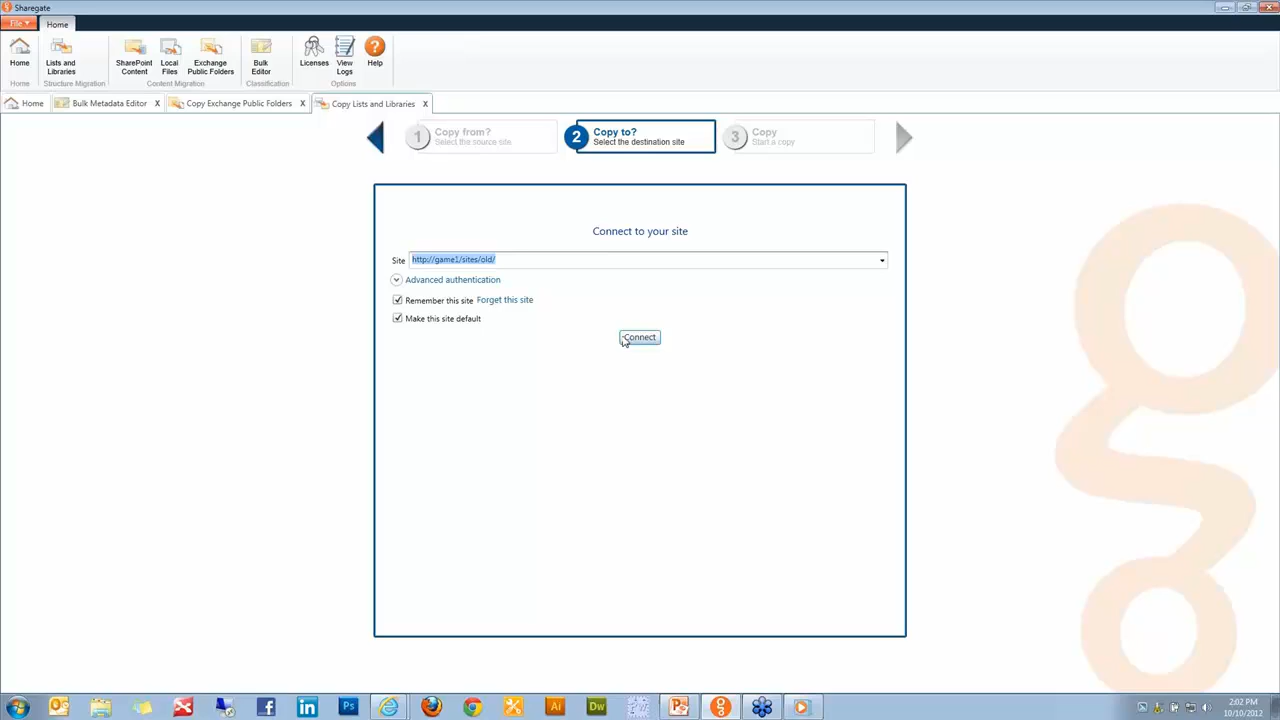 Sharegate
File
Home
Home
Lists and
Libraries
SharePoint
Content
Local
Files
Exchange
Public Folders
Bulk
Editor
Licenses
View
Logs
Help
Home
Structure Migration
Content Migration
Classification
Options
Home
Bulk Metadata Editor X
Copy Exchange Public Folders X
Copy Lists and Libraries X
1 Copy from?
Select the source site
2 Copy to?
Select the destination site
3 Copy
Start a copy
Connect to your site
Site http://game1/sites/old/
Advanced authentication
Remember this site Forget this site
Make this site default
Connect
g
Ps
f
in
Ai
Dw
2:02 PM
10/10/2012